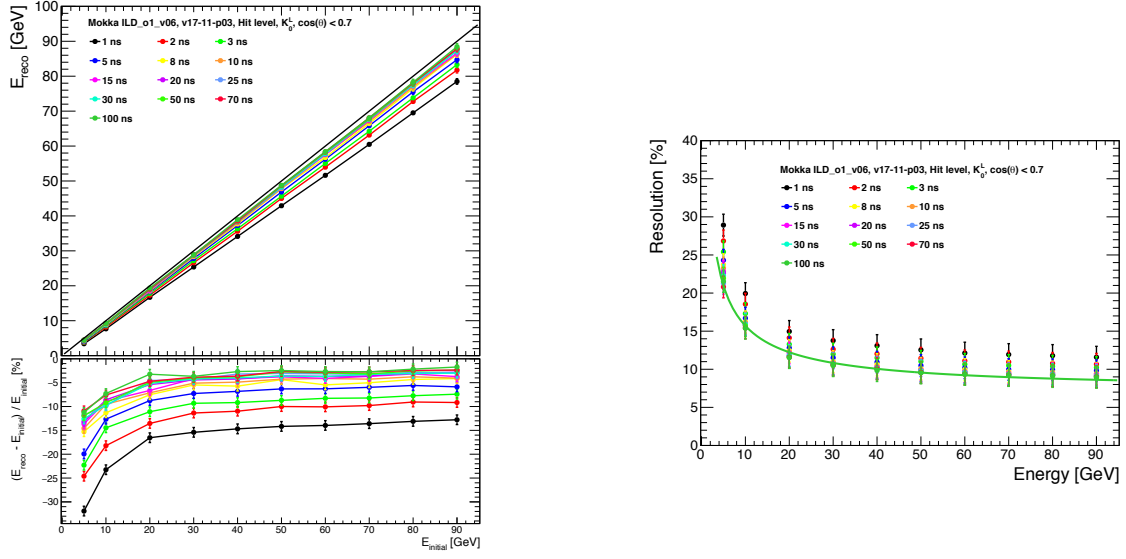 E_reco [GeV]
Mokka ILD_o1_v06, v17-11-p03, Hit level, K_0^L, cos(θ) < 0.7
1 ns 2 ns 3 ns
5 ns 8 ns 10 ns
15 ns 20 ns 25 ns
30 ns 50 ns 70 ns
100 ns
100
90
80
70
60
50
40
30
20
10
0
(E_reco - E_initial) / E_initial [%]
0
-5
-10
-15
-20
-25
-30
0 10 20 30 40 50 60 70 80 90
E_initial [GeV]
Resolution [%]
Mokka ILD_o1_v06, v17-11-p03, Hit level, K_0^L, cos(θ) < 0.7
1 ns 2 ns 3 ns
5 ns 8 ns 10 ns
15 ns 20 ns 25 ns
30 ns 50 ns 70 ns
100 ns
40
35
30
25
20
15
10
5
0
0 10 20 30 40 50 60 70 80 90
Energy [GeV]